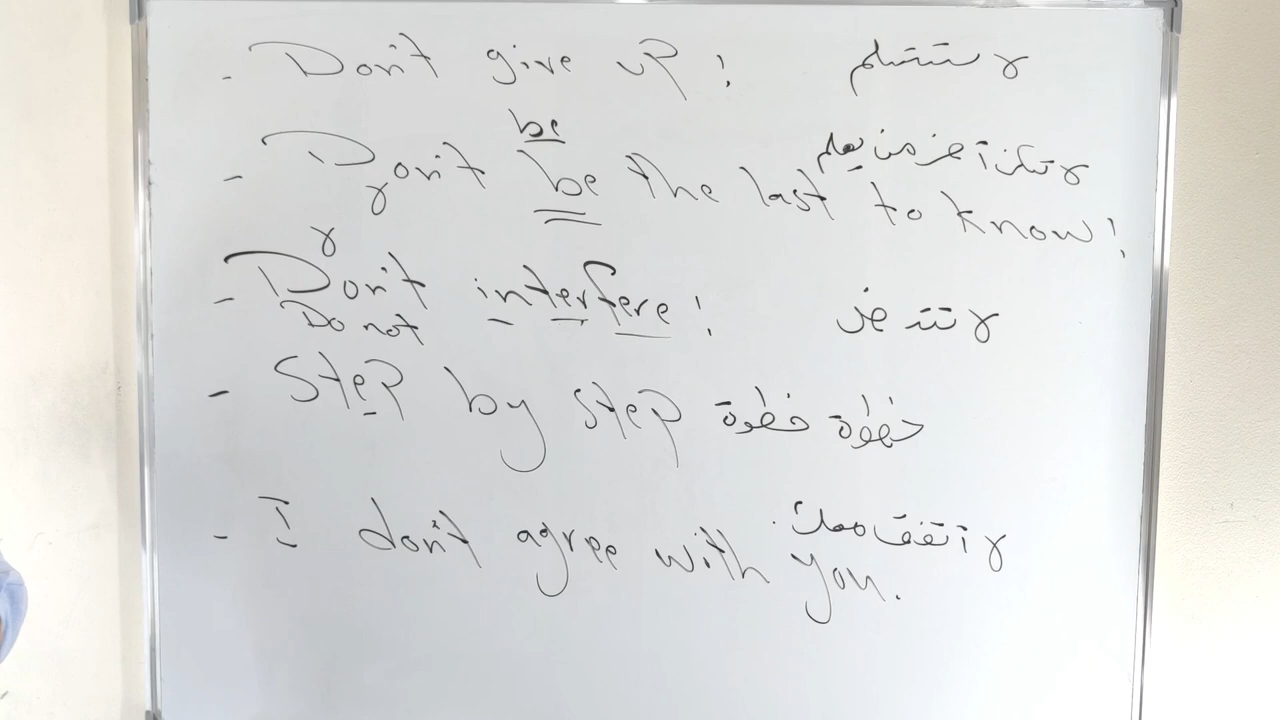 - Don't give up! لا تستسلم
be
- Don't be the last to know! لا تكن آخر من يعلم
لا
لا
- Don't interfere!
Do not
- Step by step خطوة خطوة
- I don't agree with you. لا أتفق معك